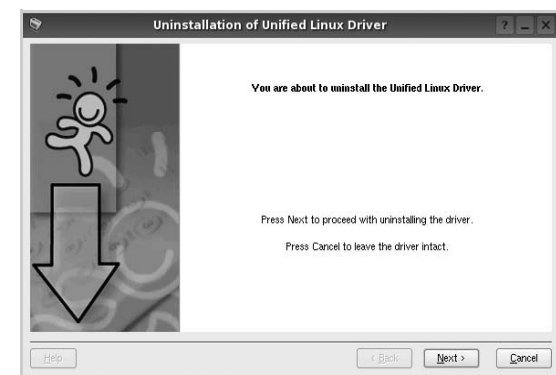 Uninstallation of Unified Linux Driver
You are about to uninstall the Unified Linux Driver.
Press Next to proceed with uninstalling the driver.
Press Cancel to leave the driver intact.
Help
< Back
Next >
Cancel